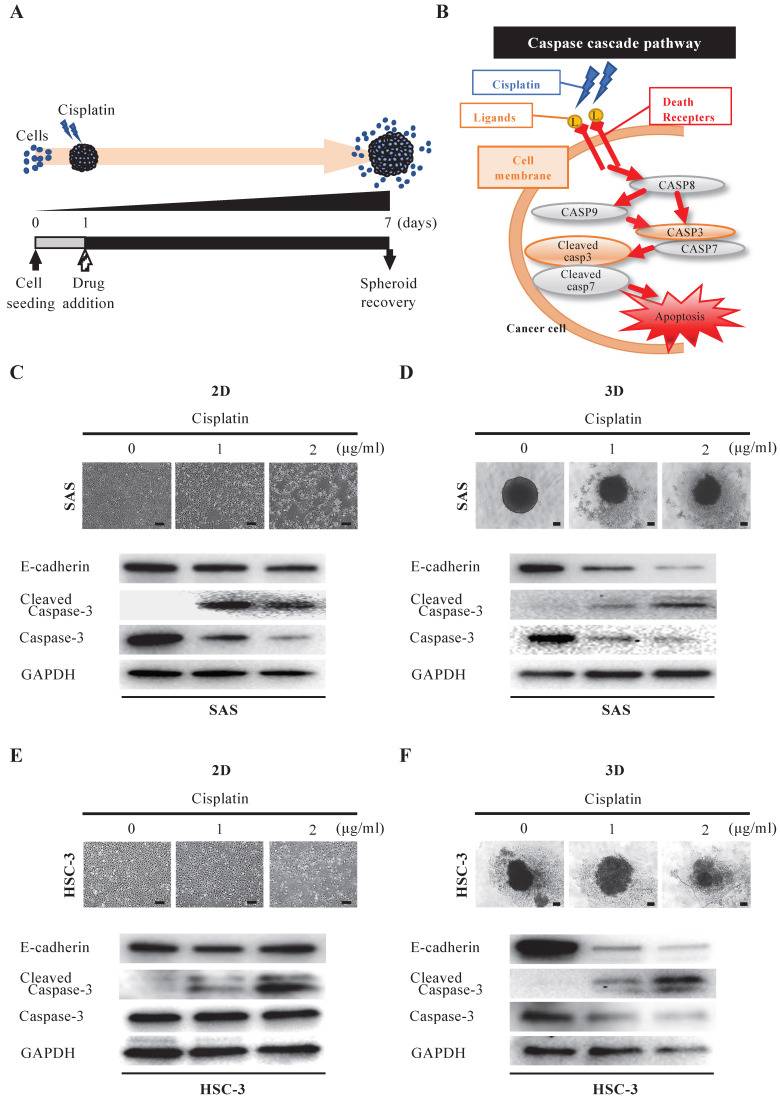 A
Cisplatin
Cells
0 1 7 (days)
Cell seeding
Drug addition
Spheroid recovery
B
Caspase cascade pathway
Cisplatin
Ligands
L L
Death
Recepters
Cell
membrane
CASP8
CASP9
CASP3
CASP7
Cleaved
casp3
Cleaved
casp7
Apoptosis
Cancer cell
C
2D
Cisplatin
0 1 2 (μg/ml)
SAS
E-cadherin
Cleaved
Caspase-3
Caspase-3
GAPDH
SAS
D
3D
Cisplatin
0 1 2 (μg/ml)
SAS
E-cadherin
Cleaved
Caspase-3
Caspase-3
GAPDH
SAS
E
2D
Cisplatin
0 1 2 (μg/ml)
HSC-3
E-cadherin
Cleaved
Caspase-3
Caspase-3
GAPDH
HSC-3
F
3D
Cisplatin
0 1 2 (μg/ml)
HSC-3
E-cadherin
Cleaved
Caspase-3
Caspase-3
GAPDH
HSC-3